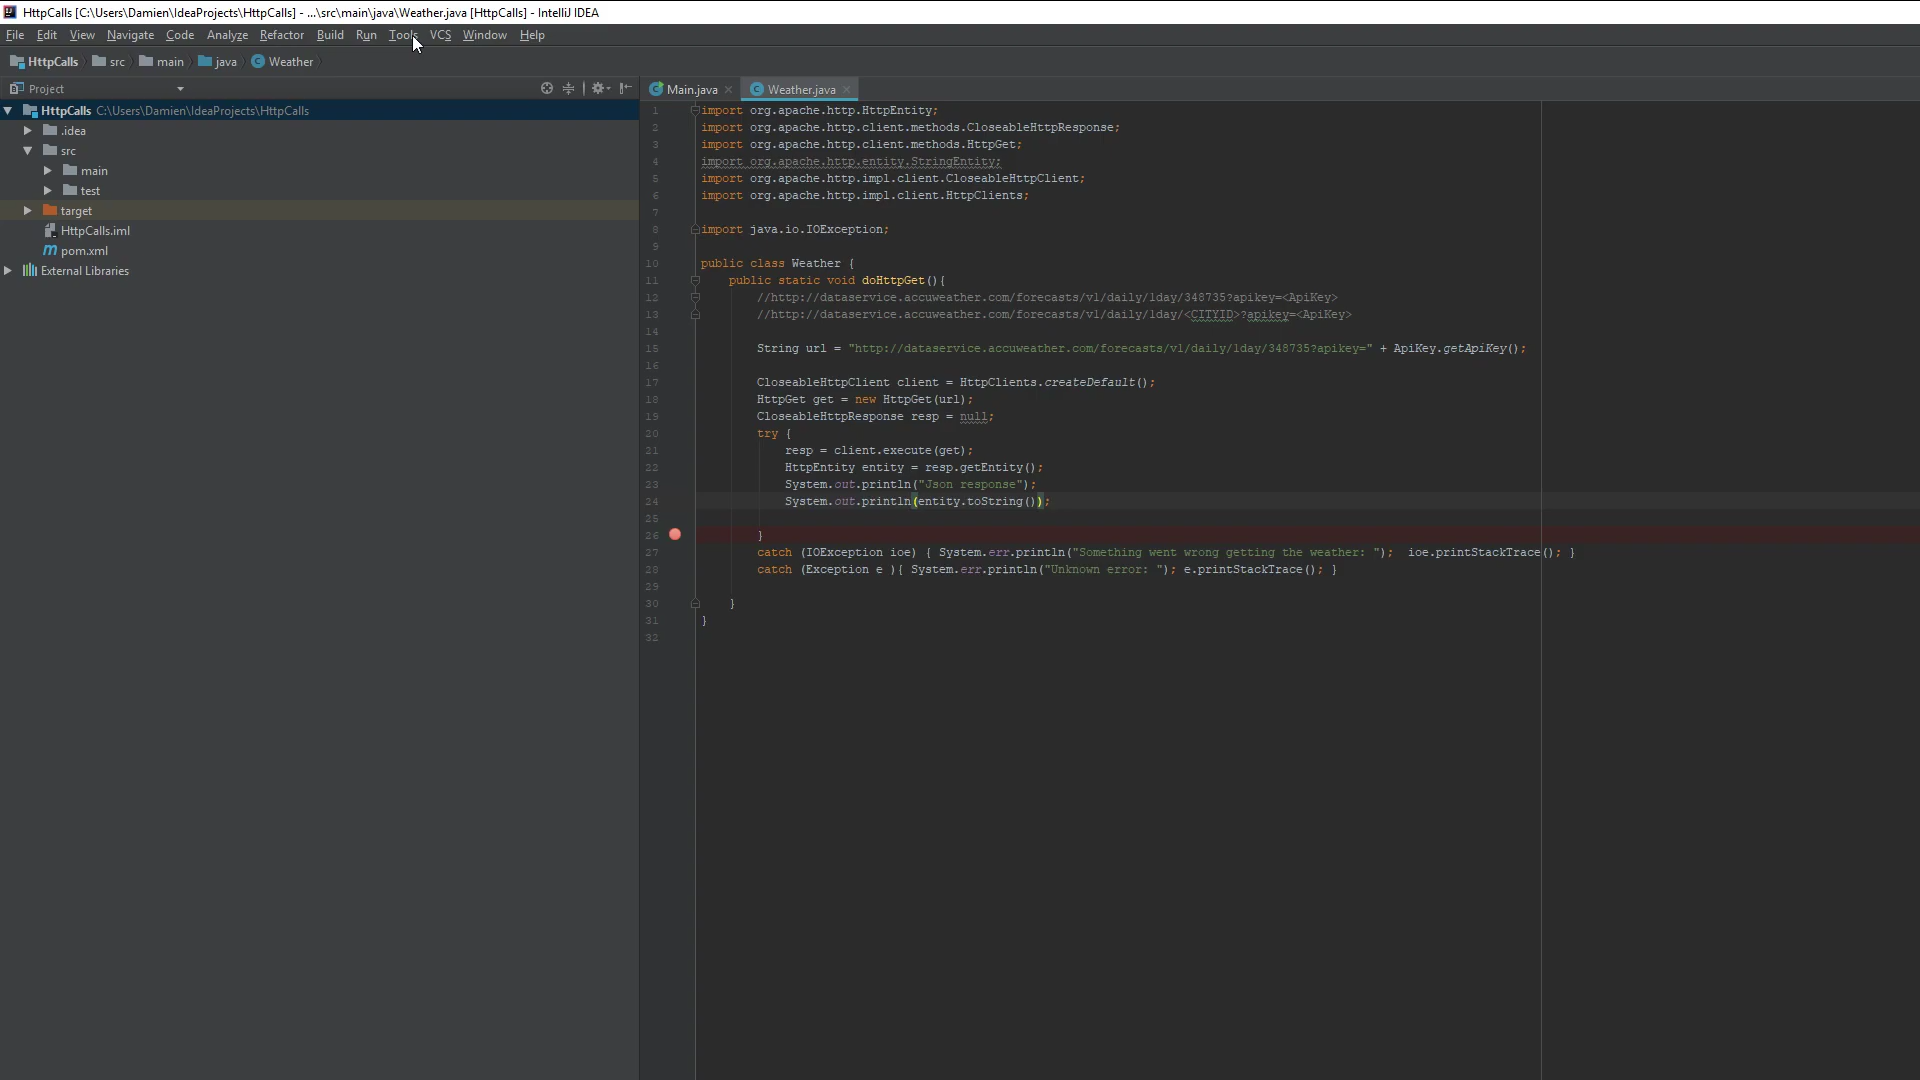 HttpCalls [C:\Users\Damien\IdeaProjects\HttpCalls] - ...\src\main\java\Weather.java [HttpCalls] - IntelliJ IDEA
File Edit View Navigate Code Analyze Refactor Build Run Tools VCS Window Help
HttpCalls src main java Weather
Project
HttpCalls C:\Users\Damien\IdeaProjects\HttpCalls
.idea
src
main
test
target
HttpCalls.iml
pom.xml
External Libraries
Main.java Weather.java
1 import org.apache.http.HttpEntity;
2 import org.apache.http.client.methods.CloseableHttpResponse;
3 import org.apache.http.client.methods.HttpGet;
4 import org.apache.http.entity.StringEntity;
5 import org.apache.http.impl.client.CloseableHttpClient;
6 import org.apache.http.impl.client.HttpClients;
7
8 import java.io.IOException;
9
10 public class Weather {
11 public static void doHttpGet(){
12 //http://dataservice.accuweather.com/forecasts/v1/daily/1day/348735?apikey=<ApiKey>
13 //http://dataservice.accuweather.com/forecasts/v1/daily/1day/<CITYID>?apikey=<ApiKey>
14
15 String url = "http://dataservice.accuweather.com/forecasts/v1/daily/1day/348735?apikey=" + ApiKey.getApiKey();
16
17 CloseableHttpClient client = HttpClients.createDefault();
18 HttpGet get = new HttpGet(url);
19 CloseableHttpResponse resp = null;
20 try {
21 resp = client.execute(get);
22 HttpEntity entity = resp.getEntity();
23 System.out.println("Json response");
24 System.out.println(entity.toString());
25
26 }
27 catch (IOException ioe) { System.err.println("Something went wrong getting the weather: "); ioe.printStackTrace(); }
28 catch (Exception e ){ System.err.println("Unknown error: "); e.printStackTrace(); }
29
30 }
31 }
32